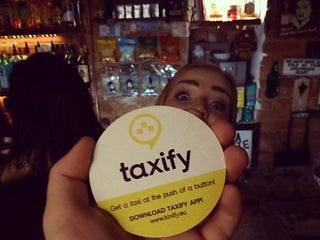 taxify
Get a taxi at the push of a button!
DOWNLOAD TAXIFY APP!
www.taxify.eu